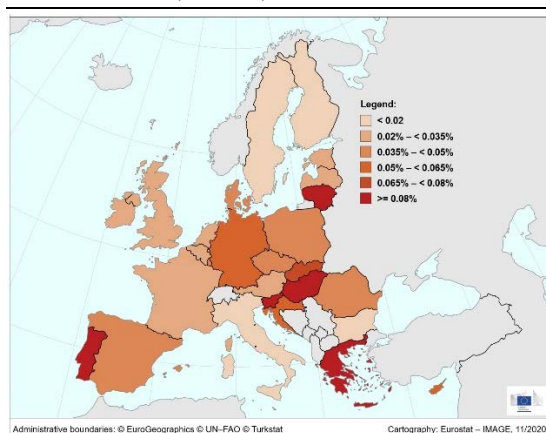 Legend:
< 0.02
0.02% – < 0.035%
0.035% – < 0.05%
0.05% – < 0.065%
0.065% – < 0.08%
>= 0.08%
Administrative boundaries: © EuroGeographics © UN–FAO © Turkstat
Cartography: Eurostat – IMAGE, 11/2020